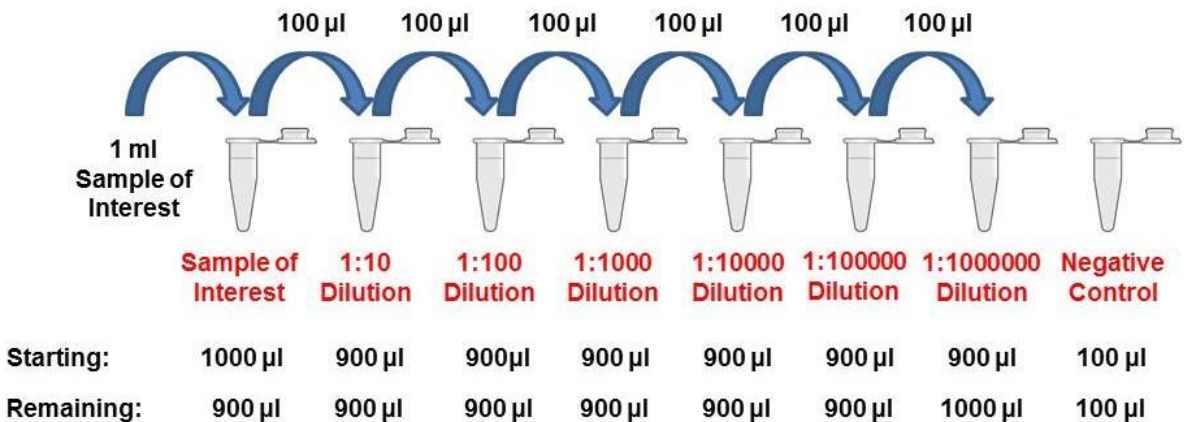 100 µl 100 µl 100 µl 100 µl 100 µl 100 µl
1 ml
Sample of
Interest
Sample of 1:10 1:100 1:1000 1:10000 1:100000 1:1000000 Negative
Interest Dilution Dilution Dilution Dilution Dilution Dilution Control
Starting: 1000 µl 900 µl 900µl 900 µl 900 µl 900 µl 900 µl 100 µl
Remaining: 900 µl 900 µl 900 µl 900 µl 900 µl 900 µl 1000 µl 100 µl